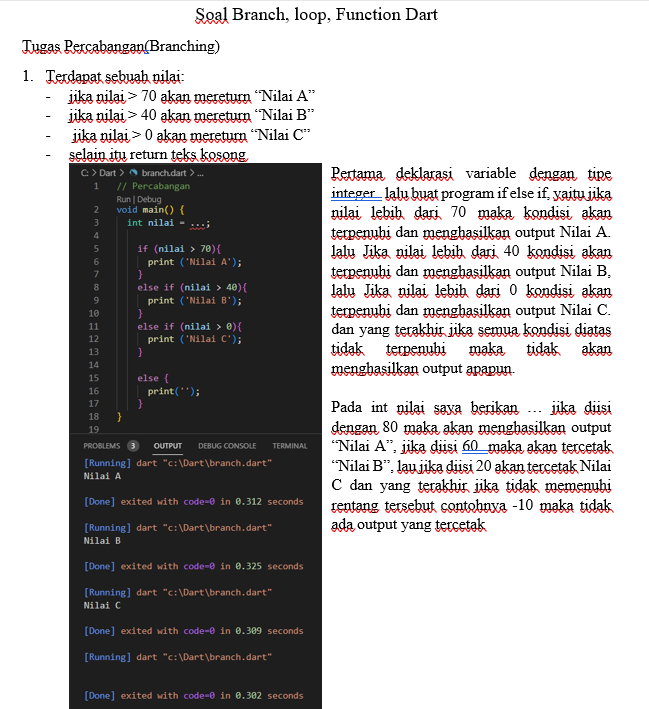 Soal Branch, loop, Function Dart
Tugas Percabangan(Branching)
1. Terdapat sebuah nilai:
- jika nilai > 70 akan mereturn “Nilai A”
- jika nilai > 40 akan mereturn “Nilai B”
- jika nilai > 0 akan mereturn “Nilai C”
- selain itu return teks kosong
C: > Dart > branch.dart > ...
1 // Percabangan
Run | Debug
2 void main() {
3 int nilai = ...;
4
5 if (nilai > 70){
6 print ('Nilai A');
7 }
8 else if (nilai > 40){
9 print ('Nilai B');
10 }
11 else if (nilai > 0){
12 print ('Nilai C');
13 }
14
15 else {
16 print('');
17 }
18 }
19
PROBLEMS 3 OUTPUT DEBUG CONSOLE TERMINAL
[Running] dart "c:\Dart\branch.dart"
Nilai A
[Done] exited with code=0 in 0.312 seconds
[Running] dart "c:\Dart\branch.dart"
Nilai B
[Done] exited with code=0 in 0.325 seconds
[Running] dart "c:\Dart\branch.dart"
Nilai C
[Done] exited with code=0 in 0.309 seconds
[Running] dart "c:\Dart\branch.dart"
[Done] exited with code=0 in 0.302 seconds
Pertama deklarasi variable dengan tipe
integer lalu buat program if else if, yaitu jika
nilai lebih dari 70 maka kondisi akan
terpenuhi dan menghasilkan output Nilai A.
lalu Jika nilai lebih dari 40 kondisi akan
terpenuhi dan menghasilkan output Nilai B,
lalu Jika nilai lebih dari 0 kondisi akan
terpenuhi dan menghasilkan output Nilai C.
dan yang terakhir jika semua kondisi diatas
tidak terpenuhi maka tidak akan
menghasilkan output apapun.
Pada int nilai saya berikan … jika diisi
dengan 80 maka akan menghasilkan output
“Nilai A”, jika diisi 60 maka akan tercetak
“Nilai B”, lau jika diisi 20 akan tercetak Nilai
C dan yang terakhir jika tidak memenuhi
rentang tersebut contohnya -10 maka tidak
ada output yang tercetak